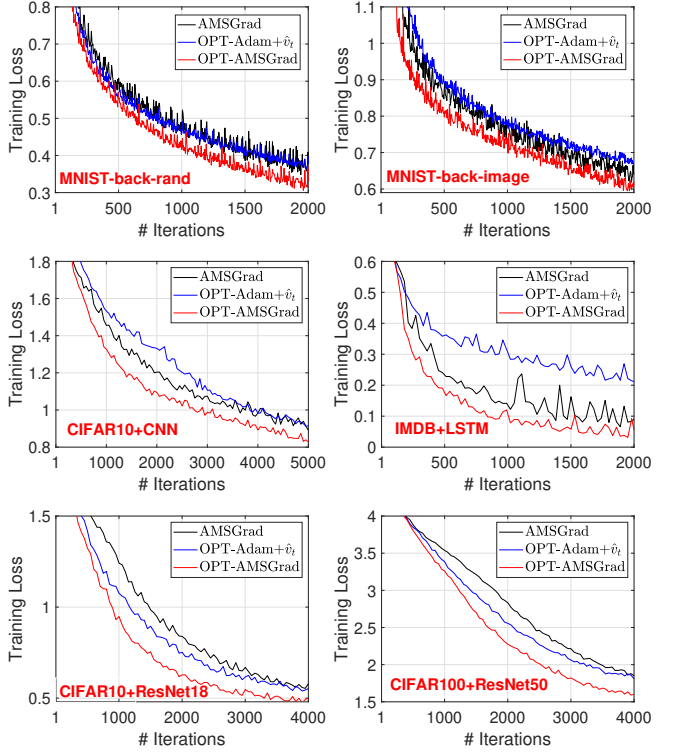 0.8
0.7
0.6
0.5
0.4
0.3
Training Loss
AMSGrad
OPT-Adam+v̂ₜ
OPT-AMSGrad
MNIST-back-rand
1 500 1000 1500 2000
# Iterations
1.1
1
0.9
0.8
0.7
0.6
Training Loss
AMSGrad
OPT-Adam+v̂ₜ
OPT-AMSGrad
MNIST-back-image
1 500 1000 1500 2000
# Iterations
1.8
1.6
1.4
1.2
1
0.8
Training Loss
AMSGrad
OPT-Adam+v̂ₜ
OPT-AMSGrad
CIFAR10+CNN
1 1000 2000 3000 4000 5000
# Iterations
0.6
0.5
0.4
0.3
0.2
0.1
0
Training Loss
AMSGrad
OPT-Adam+v̂ₜ
OPT-AMSGrad
IMDB+LSTM
1 500 1000 1500 2000
# Iterations
1.5
1
0.5
Training Loss
AMSGrad
OPT-Adam+v̂ₜ
OPT-AMSGrad
CIFAR10+ResNet18
1 1000 2000 3000 4000
# Iterations
4
3.5
3
2.5
2
1.5
Training Loss
AMSGrad
OPT-Adam+v̂ₜ
OPT-AMSGrad
CIFAR100+ResNet50
1 1000 2000 3000 4000
# Iterations